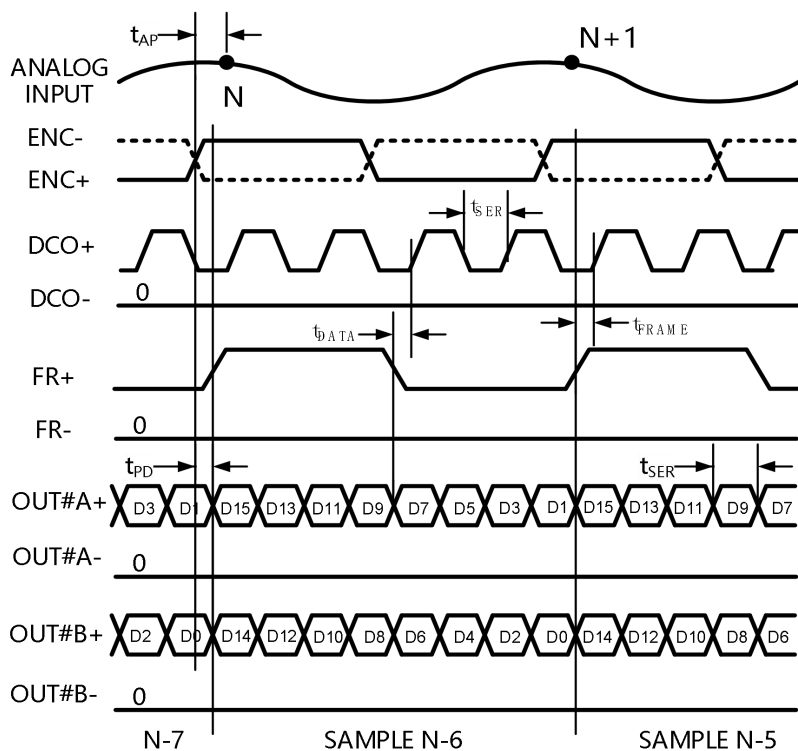 tAP
N+1
ANALOG
INPUT
N
ENC-
ENC+
tSER
DCO+
DCO-
0
tDATA
tFRAME
FR+
FR-
0
tPD
tSER
OUT#A+
D3 D1 D15 D13 D11 D9 D7 D5 D3 D1 D15 D13 D11 D9 D7
OUT#A-
0
OUT#B+
D2 D0 D14 D12 D10 D8 D6 D4 D2 D0 D14 D12 D10 D8 D6
OUT#B-
0
N-7 SAMPLE N-6 SAMPLE N-5